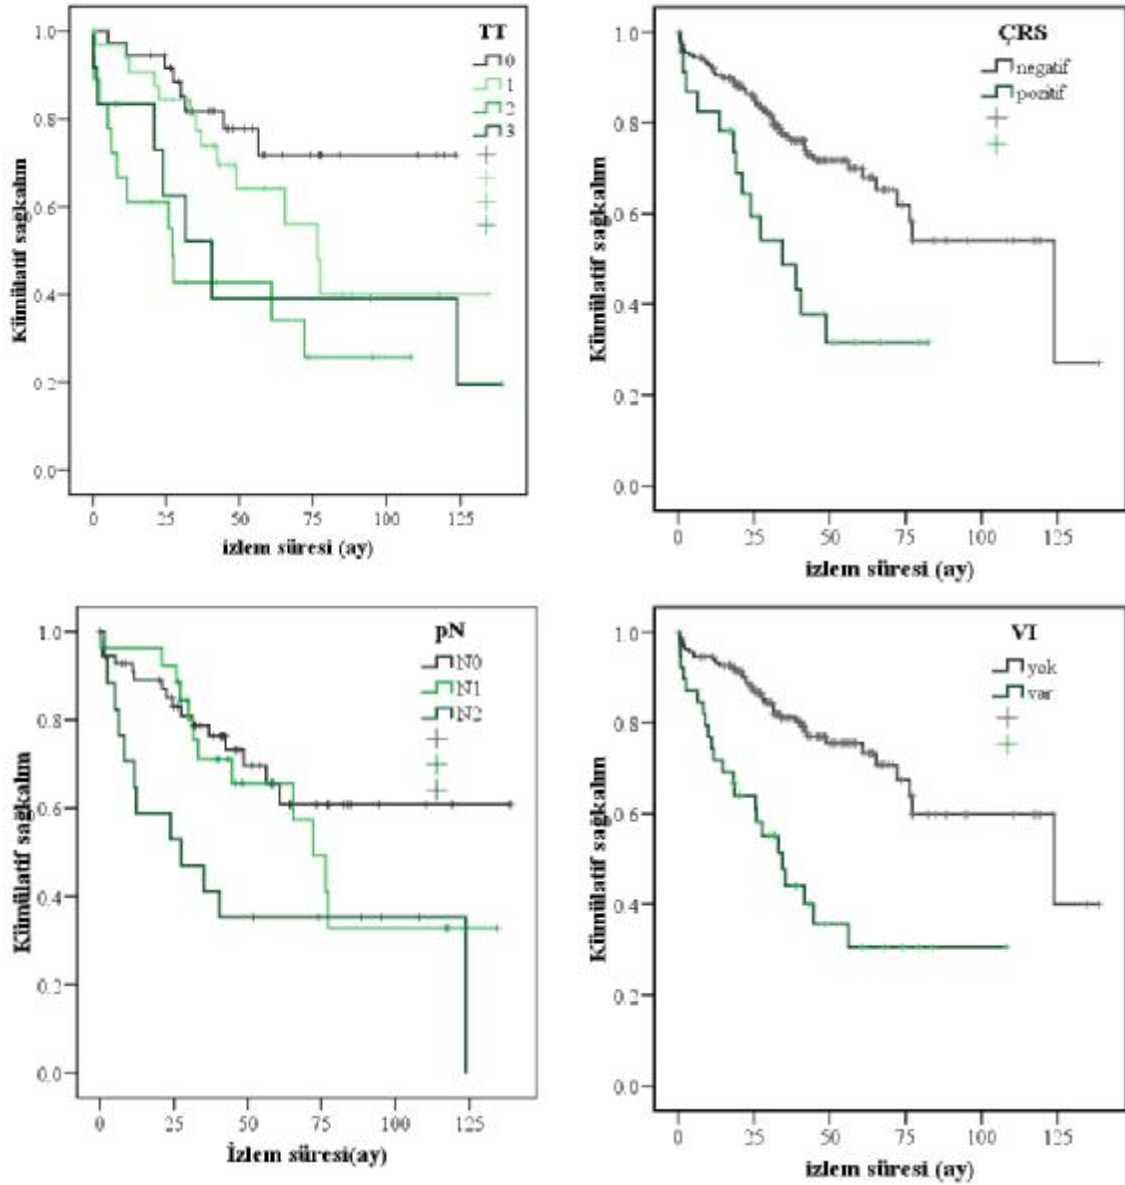 TT
0
1
2
3
1.0
0.8
0.6
0.4
0.2
0.0
Kümülatif sağkalım
0 25 50 75 100 125
izlem süresi (ay)
ÇRS
negatif
pozitif
1.0
0.8
0.6
0.4
0.2
0.0
Kümülatif sağkalım
0 25 50 75 100 125
izlem süresi (ay)
pN
N0
N1
N2
1.0
0.8
0.6
0.4
0.2
0.0
Kümülatif sağkalım
0 25 50 75 100 125
İzlem süresi(ay)
VI
yok
var
1.0
0.8
0.6
0.4
0.2
0.0
Kümülatif sağkalım
0 25 50 75 100 125
izlem süresi (ay)